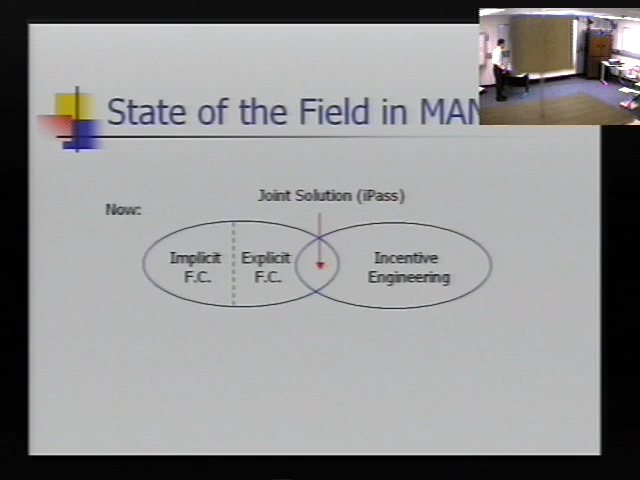 State of the Field in MAN
Joint Solution (iPass)
Now:
Implicit F.C.
Explicit F.C.
Incentive Engineering